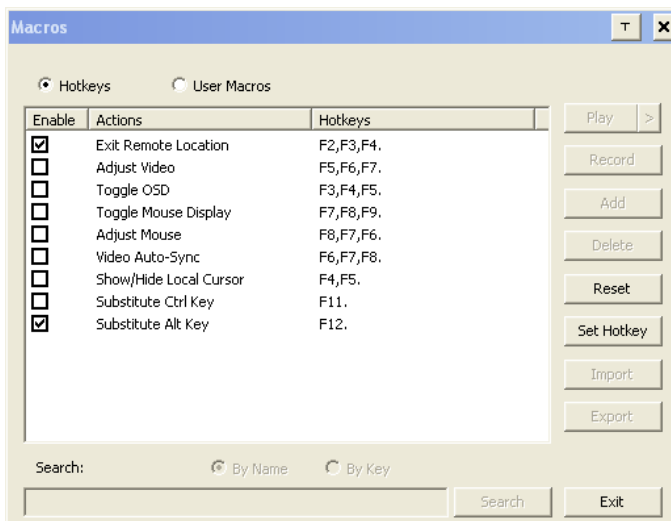 Macros
Hotkeys User Macros
Enable Actions Hotkeys
Exit Remote Location F2,F3,F4.
Adjust Video F5,F6,F7.
Toggle OSD F3,F4,F5.
Toggle Mouse Display F7,F8,F9.
Adjust Mouse F8,F7,F6.
Video Auto-Sync F6,F7,F8.
Show/Hide Local Cursor F4,F5.
Substitute Ctrl Key F11.
Substitute Alt Key F12.
Play >
Record
Add
Delete
Reset
Set Hotkey
Import
Export
Search: By Name By Key
Search Exit